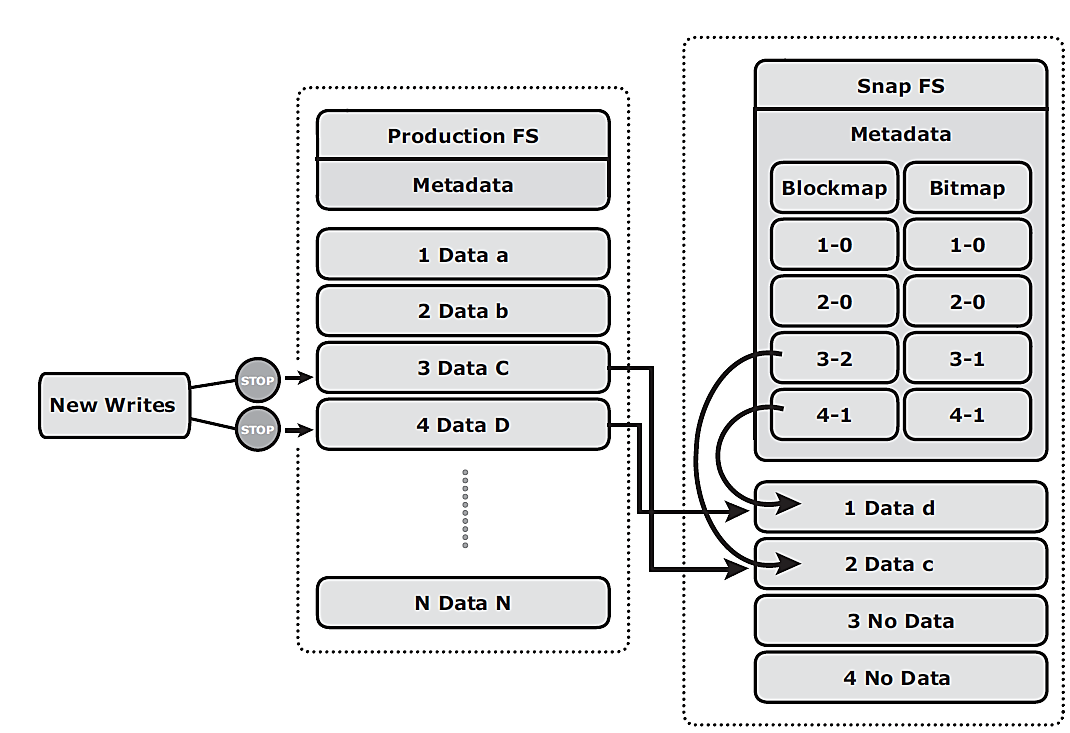 New Writes
STOP
STOP
Production FS
Metadata
1 Data a
2 Data b
3 Data C
4 Data D
N Data N
Snap FS
Metadata
Blockmap Bitmap
1-0 1-0
2-0 2-0
3-2 3-1
4-1 4-1
1 Data d
2 Data c
3 No Data
4 No Data